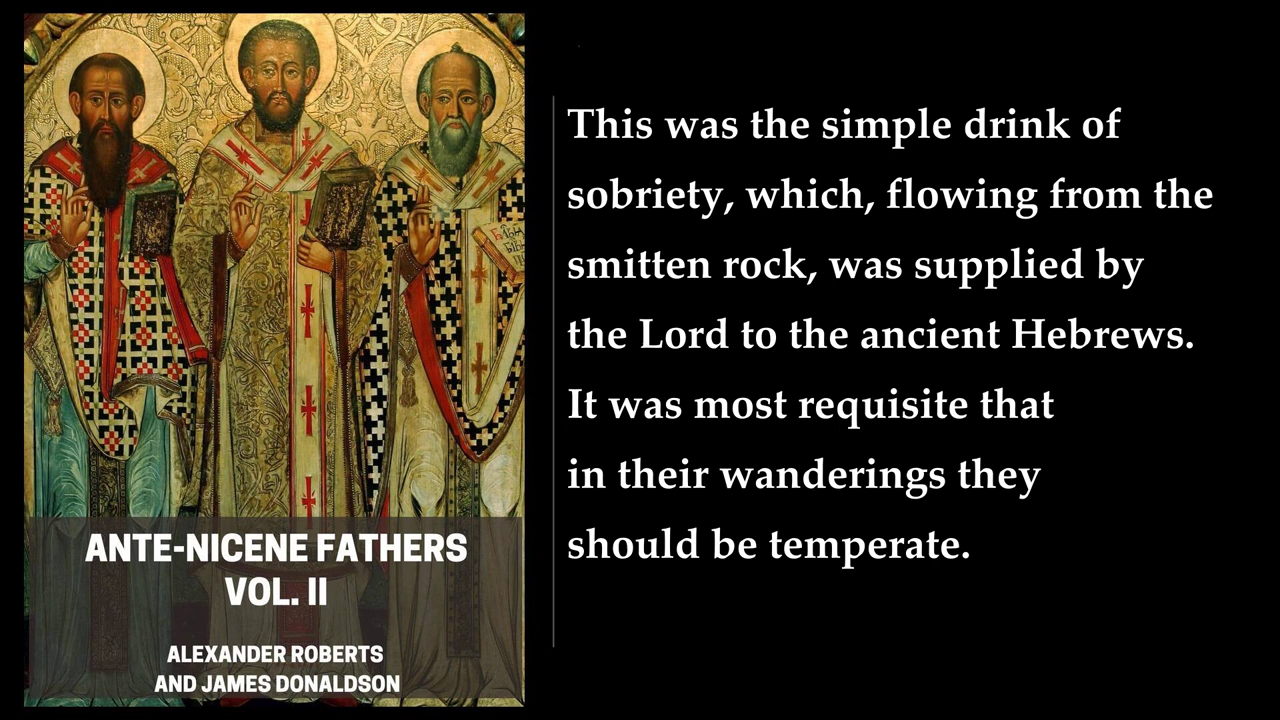 ANTE-NICENE FATHERS
VOL. II
ALEXANDER ROBERTS
AND JAMES DONALDSON
This was the simple drink of
sobriety, which, flowing from the
smitten rock, was supplied by
the Lord to the ancient Hebrews.
It was most requisite that
in their wanderings they
should be temperate.